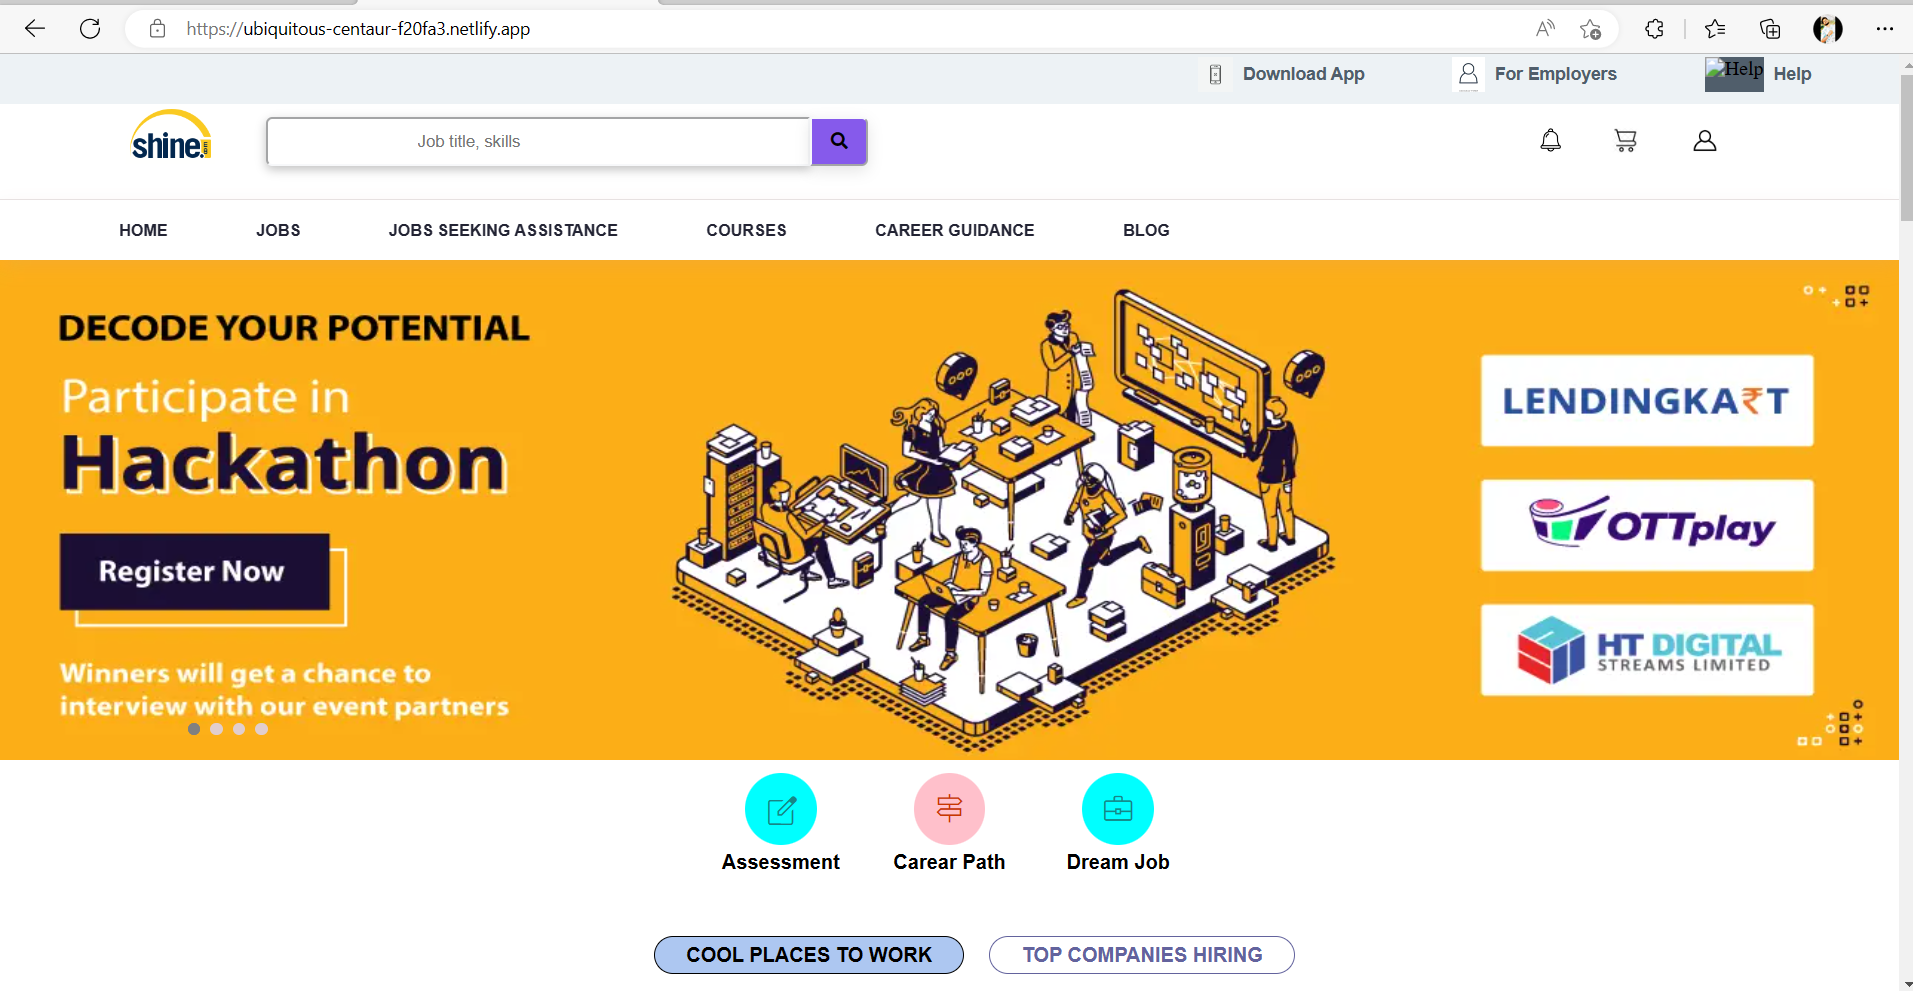 https://ubiquitous-centaur-f20fa3.netlify.app
Download App
For Employers
Help
Help
shine.
Job title, skills
HOME
JOBS
JOBS SEEKING ASSISTANCE
COURSES
CAREER GUIDANCE
BLOG
DECODE YOUR POTENTIAL
Participate in
Hackathon
Register Now
Winners will get a chance to
interview with our event partners
LENDINGKA₹T
OTTplay
HT DIGITAL
STREAMS LIMITED
Assessment
Carear Path
Dream Job
COOL PLACES TO WORK
TOP COMPANIES HIRING